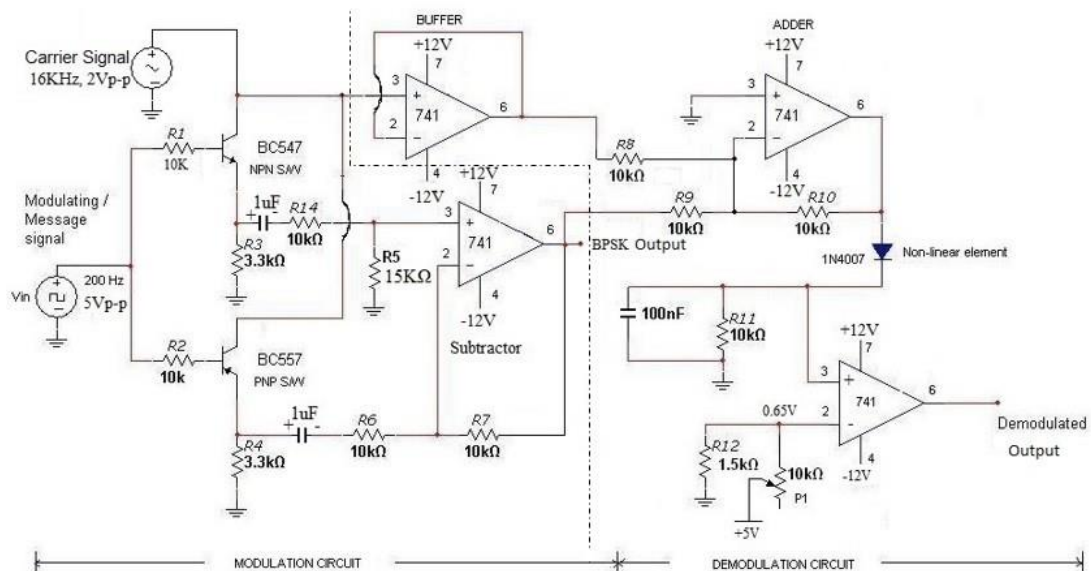 BUFFER
ADDER
Carrier Signal
16KHz, 2Vp-p
+12V
7
3
741
6
2
4
-12V
+12V
7
3
741
6
2
4
-12V
R1
10K
BC547
NPN S/W
R8
10kΩ
Modulating /
Message
signal
+ 1uF -
R14
10kΩ
R3
3.3kΩ
R5
15KΩ
+12V
7
3
741
6
2
4
-12V
Subtractor
BPSK Output
R9
10kΩ
R10
10kΩ
1N4007
Non-linear element
Vin
200 Hz
5Vp-p
100nF
R11
10kΩ
R2
10k
BC557
PNP S/W
+12V
7
3
741
6
2
4
-12V
Demodulated
Output
0.65V
+ 1uF -
R6
10kΩ
R7
10kΩ
R4
3.3kΩ
R12
1.5kΩ
10kΩ
P1
+5V
MODULATION CIRCUIT
DEMODULATION CIRCUIT